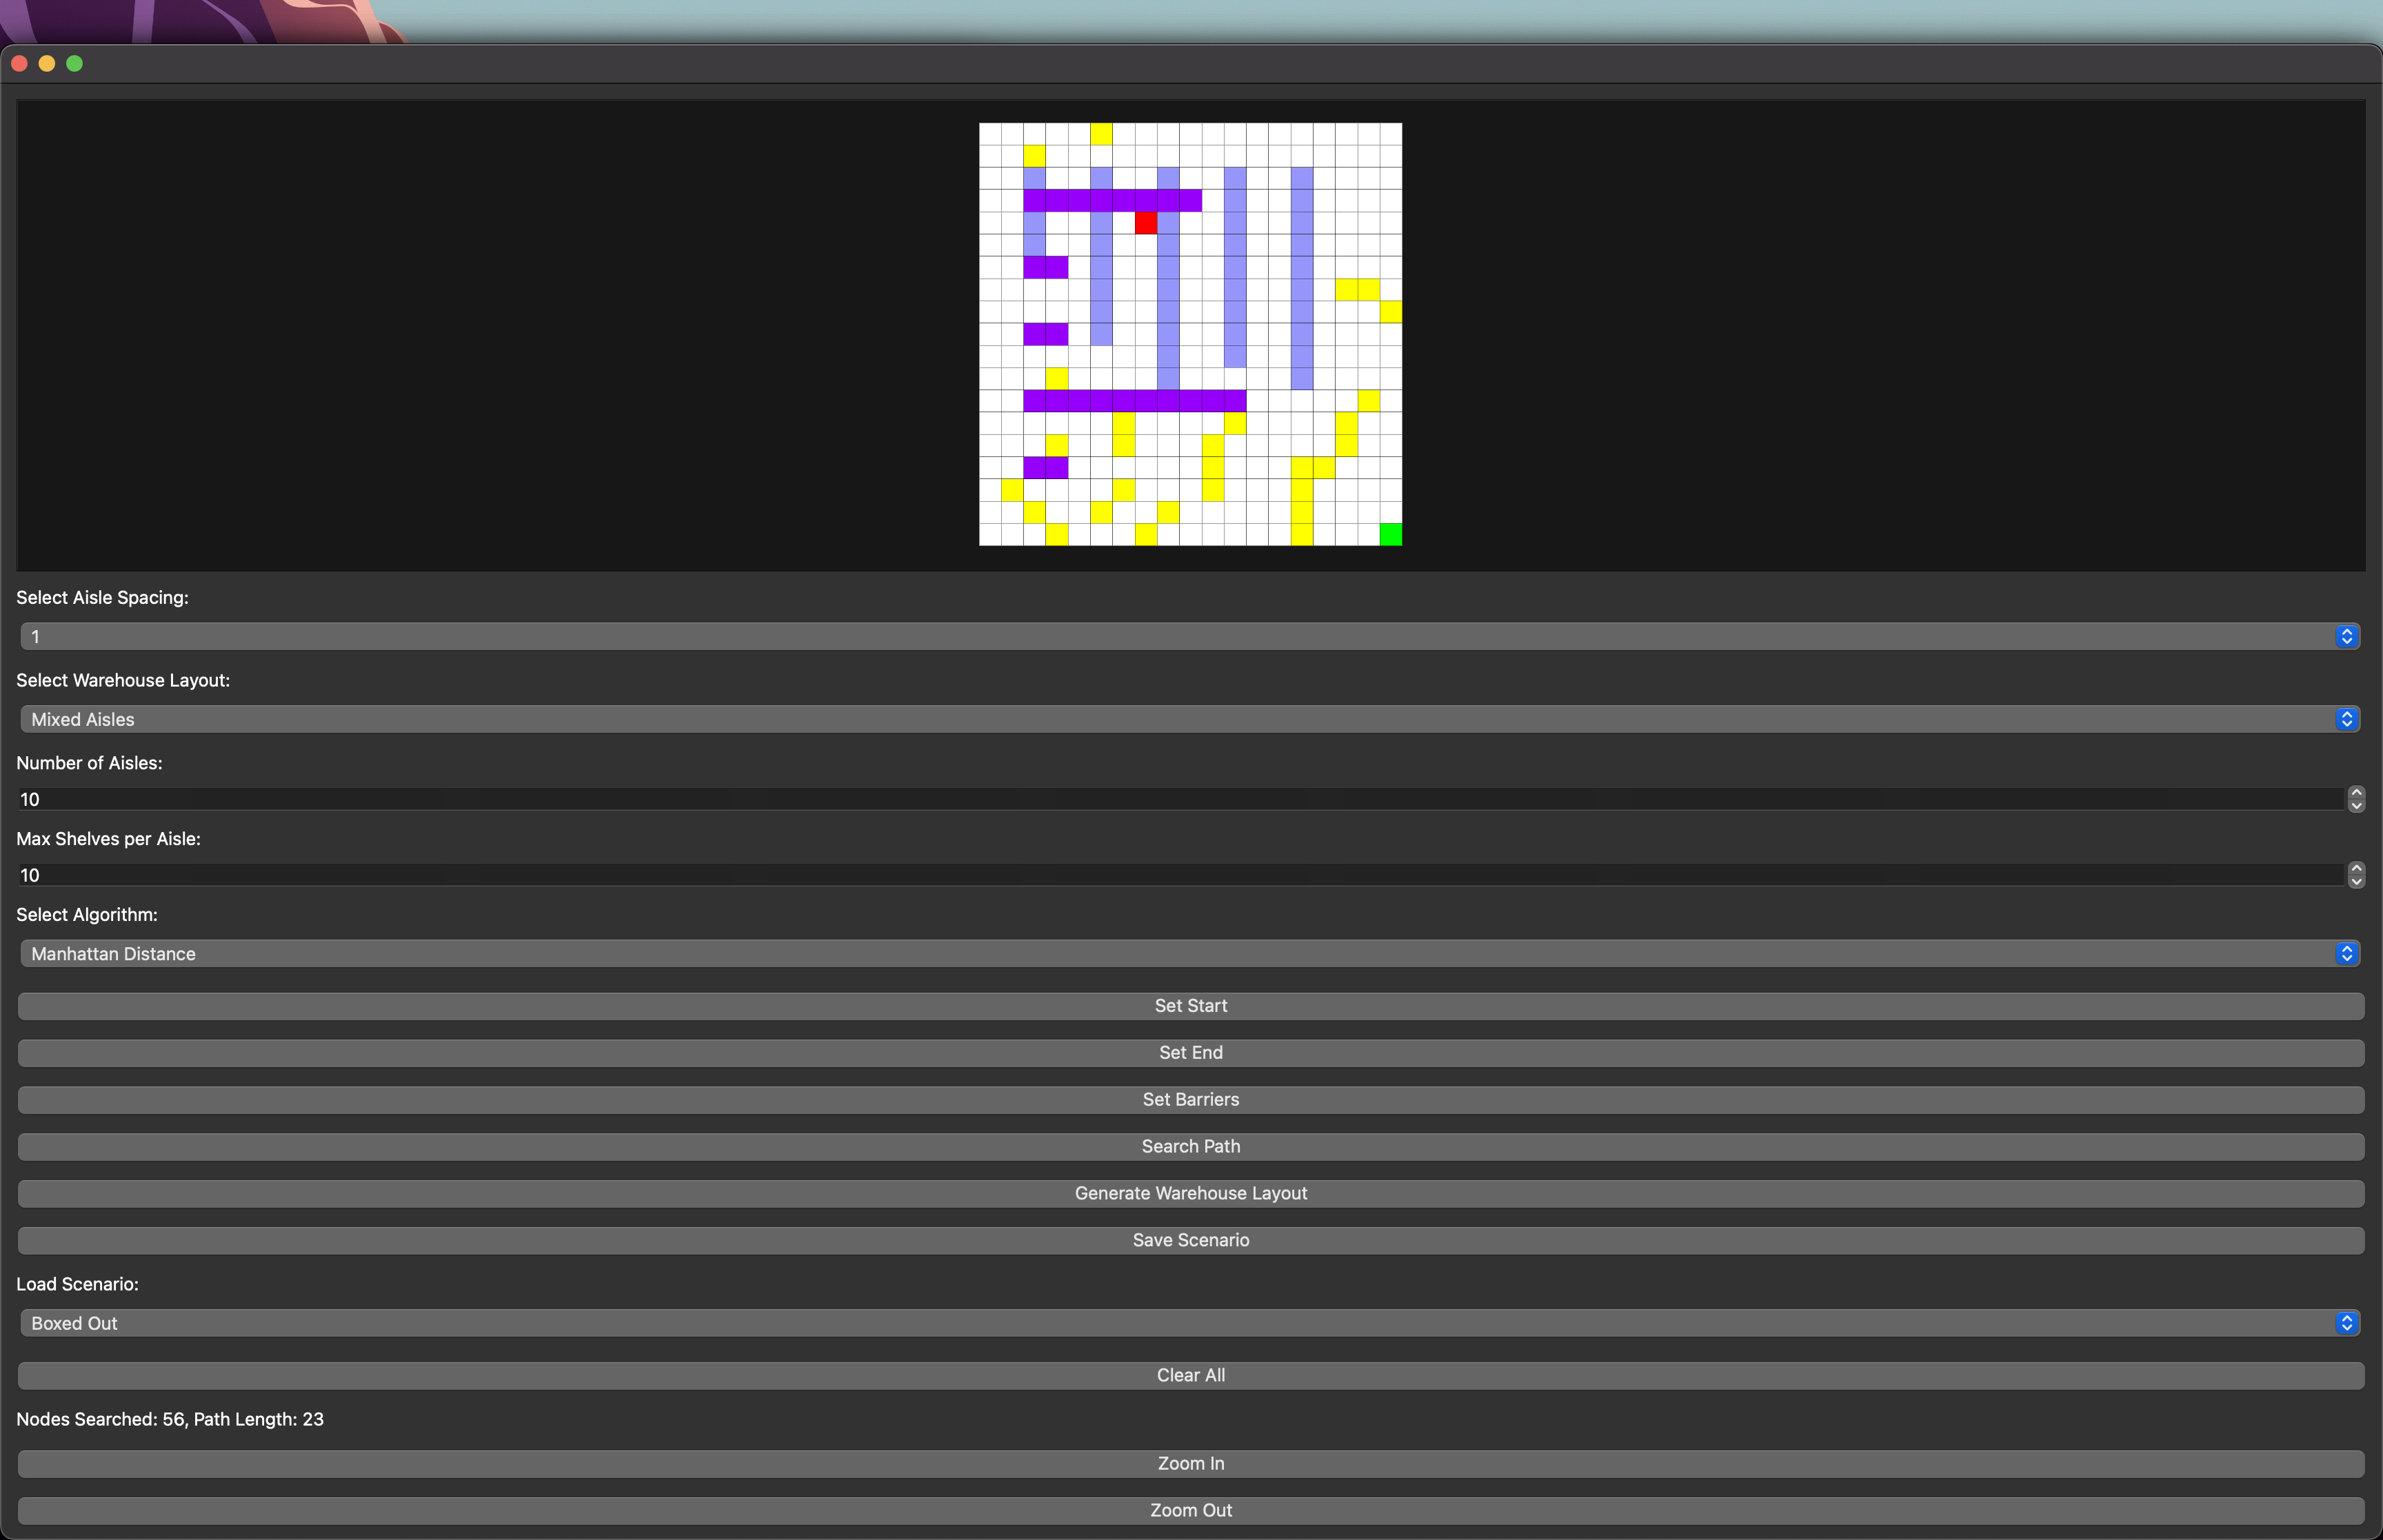 Select Aisle Spacing:
1
Select Warehouse Layout:
Mixed Aisles
Number of Aisles:
10
Max Shelves per Aisle:
10
Select Algorithm:
Manhattan Distance
Set Start
Set End
Set Barriers
Search Path
Generate Warehouse Layout
Save Scenario
Load Scenario:
Boxed Out
Clear All
Nodes Searched: 56, Path Length: 23
Zoom In
Zoom Out